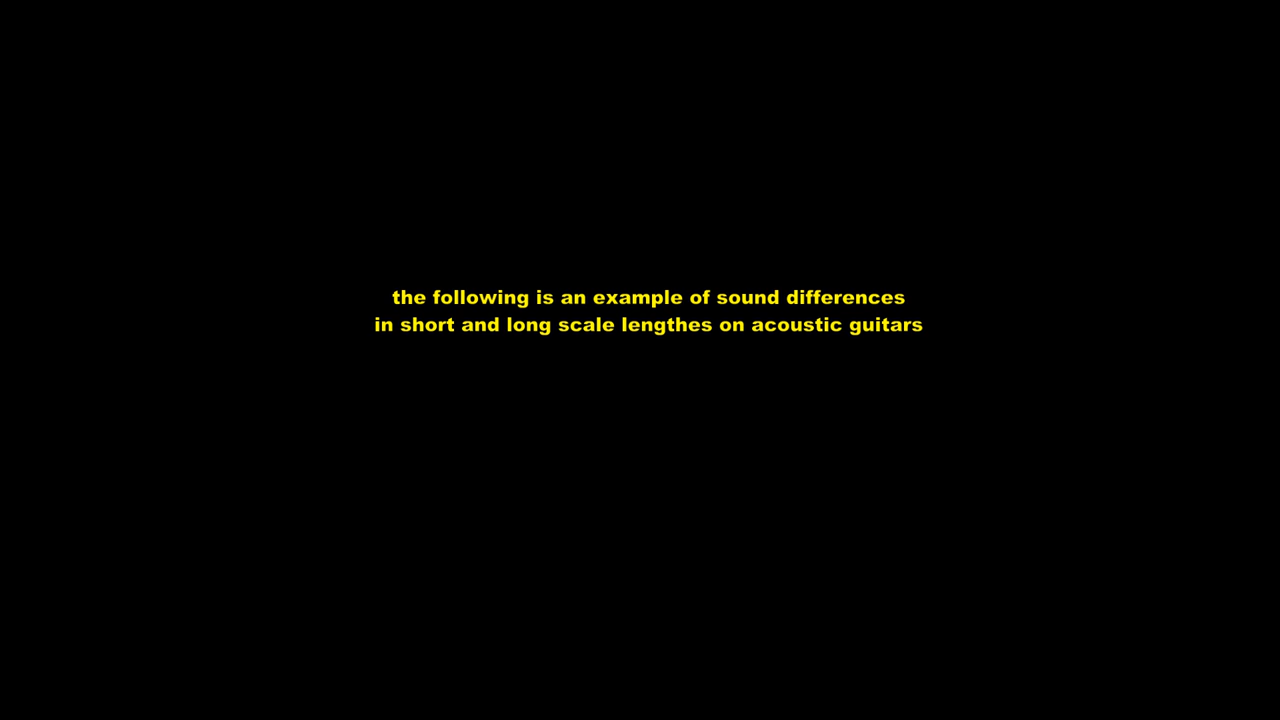 the following is an example of sound differences
in short and long scale lengthes on acoustic guitars